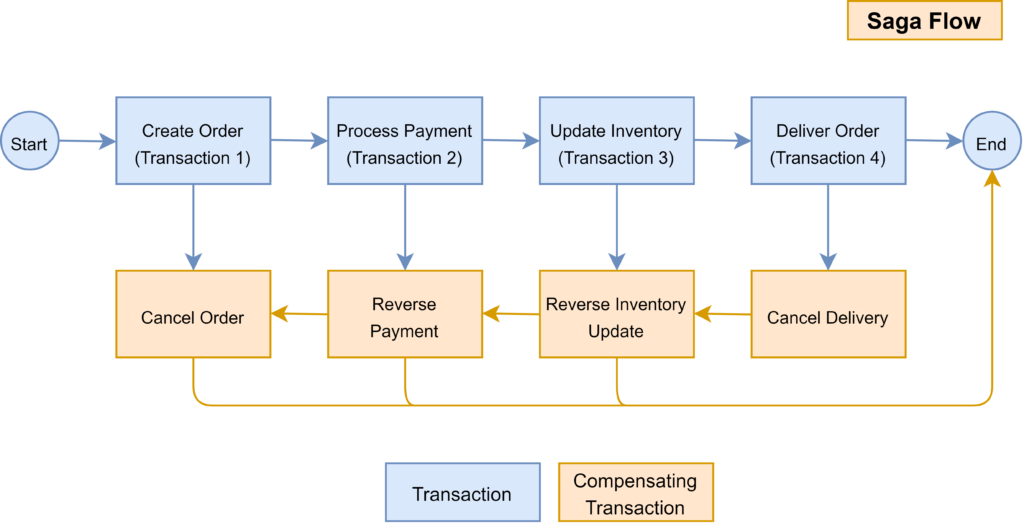 Saga Flow
Start
Create Order
(Transaction 1)
Process Payment
(Transaction 2)
Update Inventory
(Transaction 3)
Deliver Order
(Transaction 4)
End
Cancel Order
Reverse
Payment
Reverse Inventory
Update
Cancel Delivery
Transaction
Compensating
Transaction